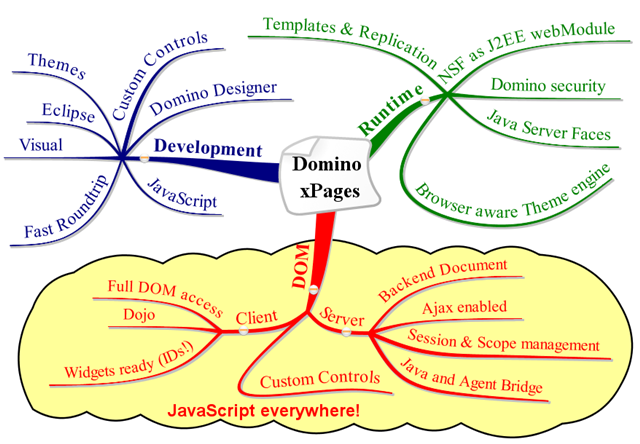 Domino
xPages
Development
Custom Controls
Themes
Domino Designer
Eclipse
Visual
JavaScript
Fast Roundtrip
Runtime
Templates & Replication
NSF as J2EE webModule
Domino security
Java Server Faces
Browser aware Theme engine
DOM
Client
Full DOM access
Dojo
Widgets ready (IDs!)
Server
Backend Document
Ajax enabled
Session & Scope management
Java and Agent Bridge
Custom Controls
JavaScript everywhere!